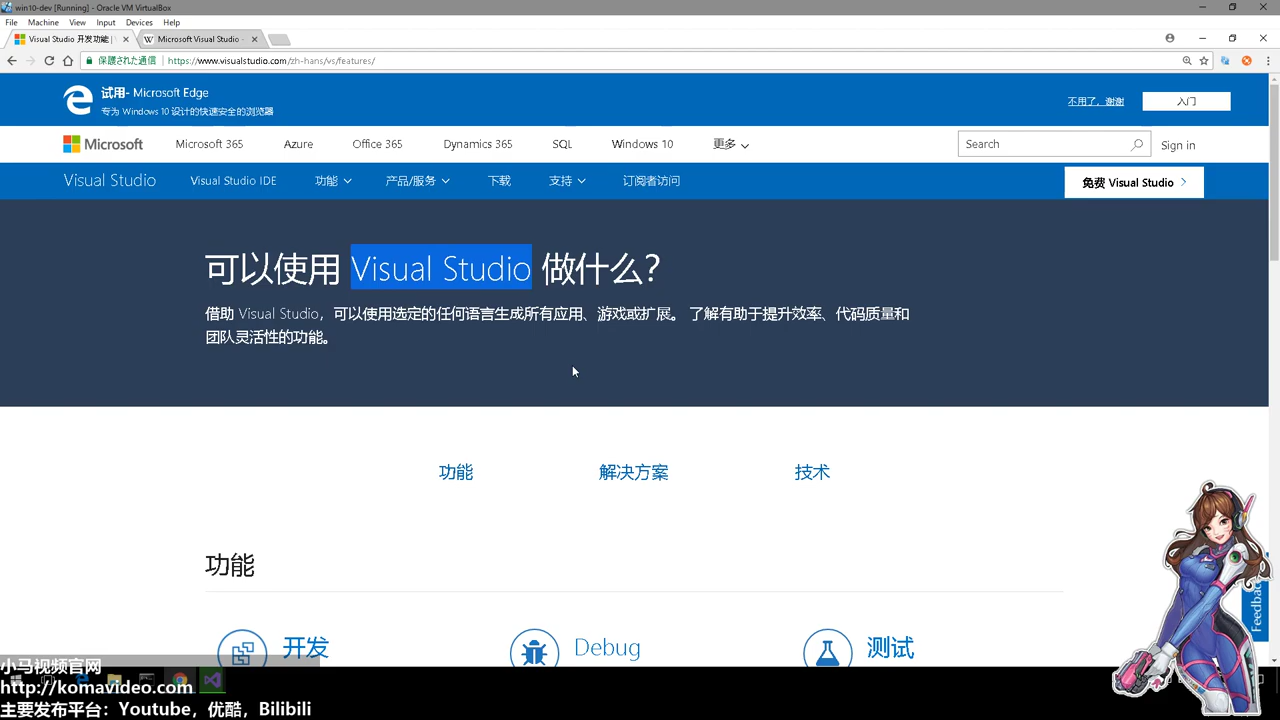 win10-dev [Running] - Oracle VM VirtualBox
File Machine View Input Devices Help
Visual Studio 开发功能 | Microsoft Visual Studio -
保護された通信 https://www.visualstudio.com/zh-hans/vs/features/
试用- Microsoft Edge
专为 Windows 10 设计的快速安全的浏览器
不用了，谢谢 入门
Microsoft Microsoft 365 Azure Office 365 Dynamics 365 SQL Windows 10 更多 Search Sign in
Visual Studio Visual Studio IDE 功能 产品/服务 下载 支持 订阅者访问 免费 Visual Studio
可以使用 Visual Studio 做什么？
借助 Visual Studio，可以使用选定的任何语言生成所有应用、游戏或扩展。 了解有助于提升效率、代码质量和
团队灵活性的功能。
功能 解决方案 技术
功能
开发 Debug 测试
小马视频官网
http://komavideo.com
主要发布平台：Youtube，优酷，Bilibili